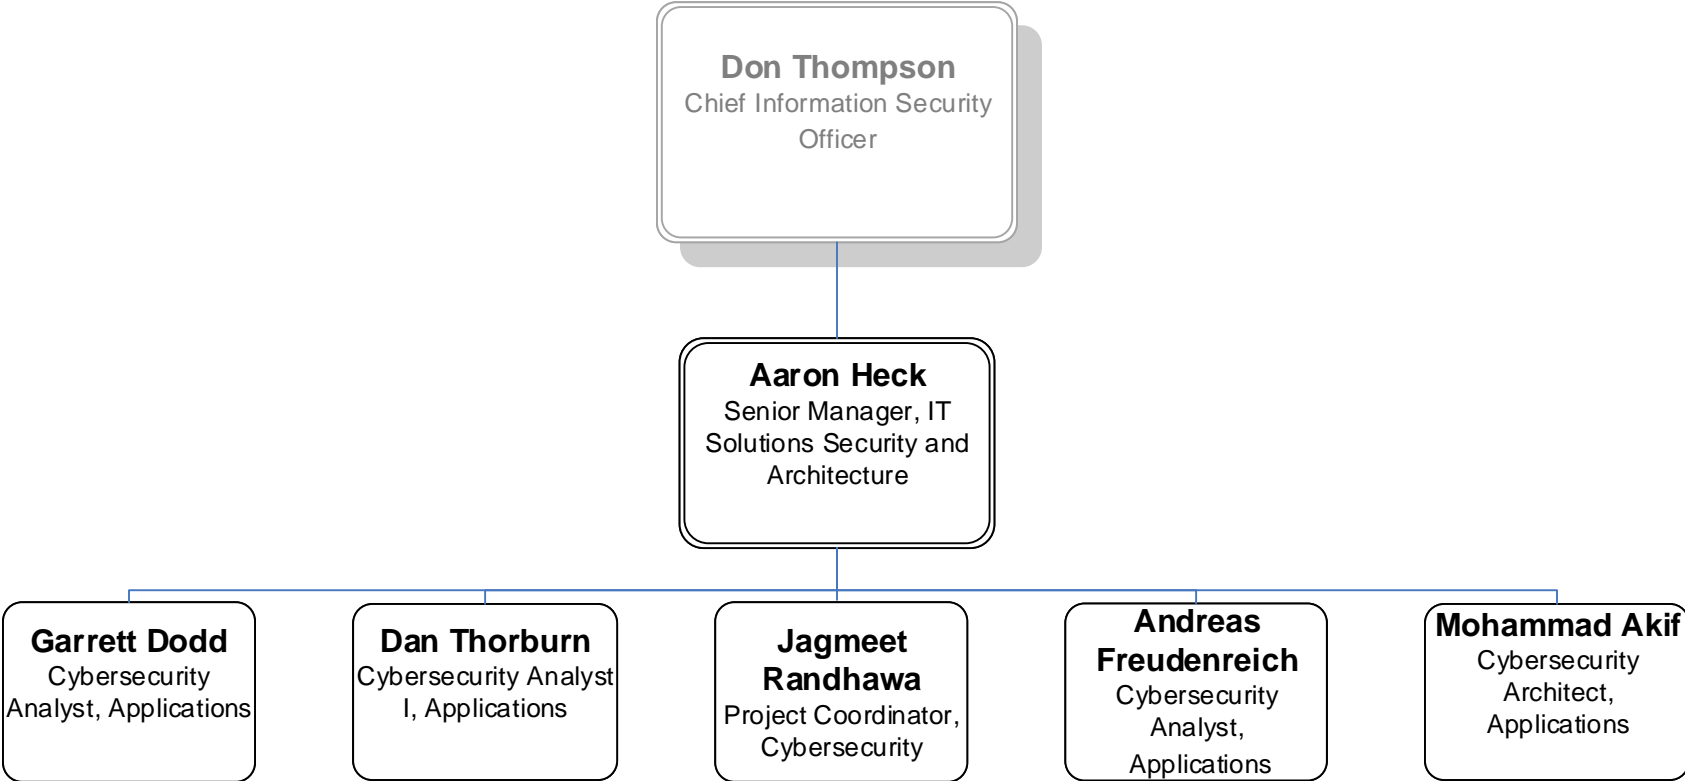 Don Thompson
Chief Information Security
Officer
Aaron Heck
Senior Manager, IT
Solutions Security and
Architecture
Garrett Dodd
Cybersecurity
Analyst, Applications
Dan Thorburn
Cybersecurity Analyst
I, Applications
Jagmeet
Randhawa
Project Coordinator,
Cybersecurity
Andreas
Freudenreich
Cybersecurity
Analyst,
Applications
Mohammad Akif
Cybersecurity
Architect,
Applications